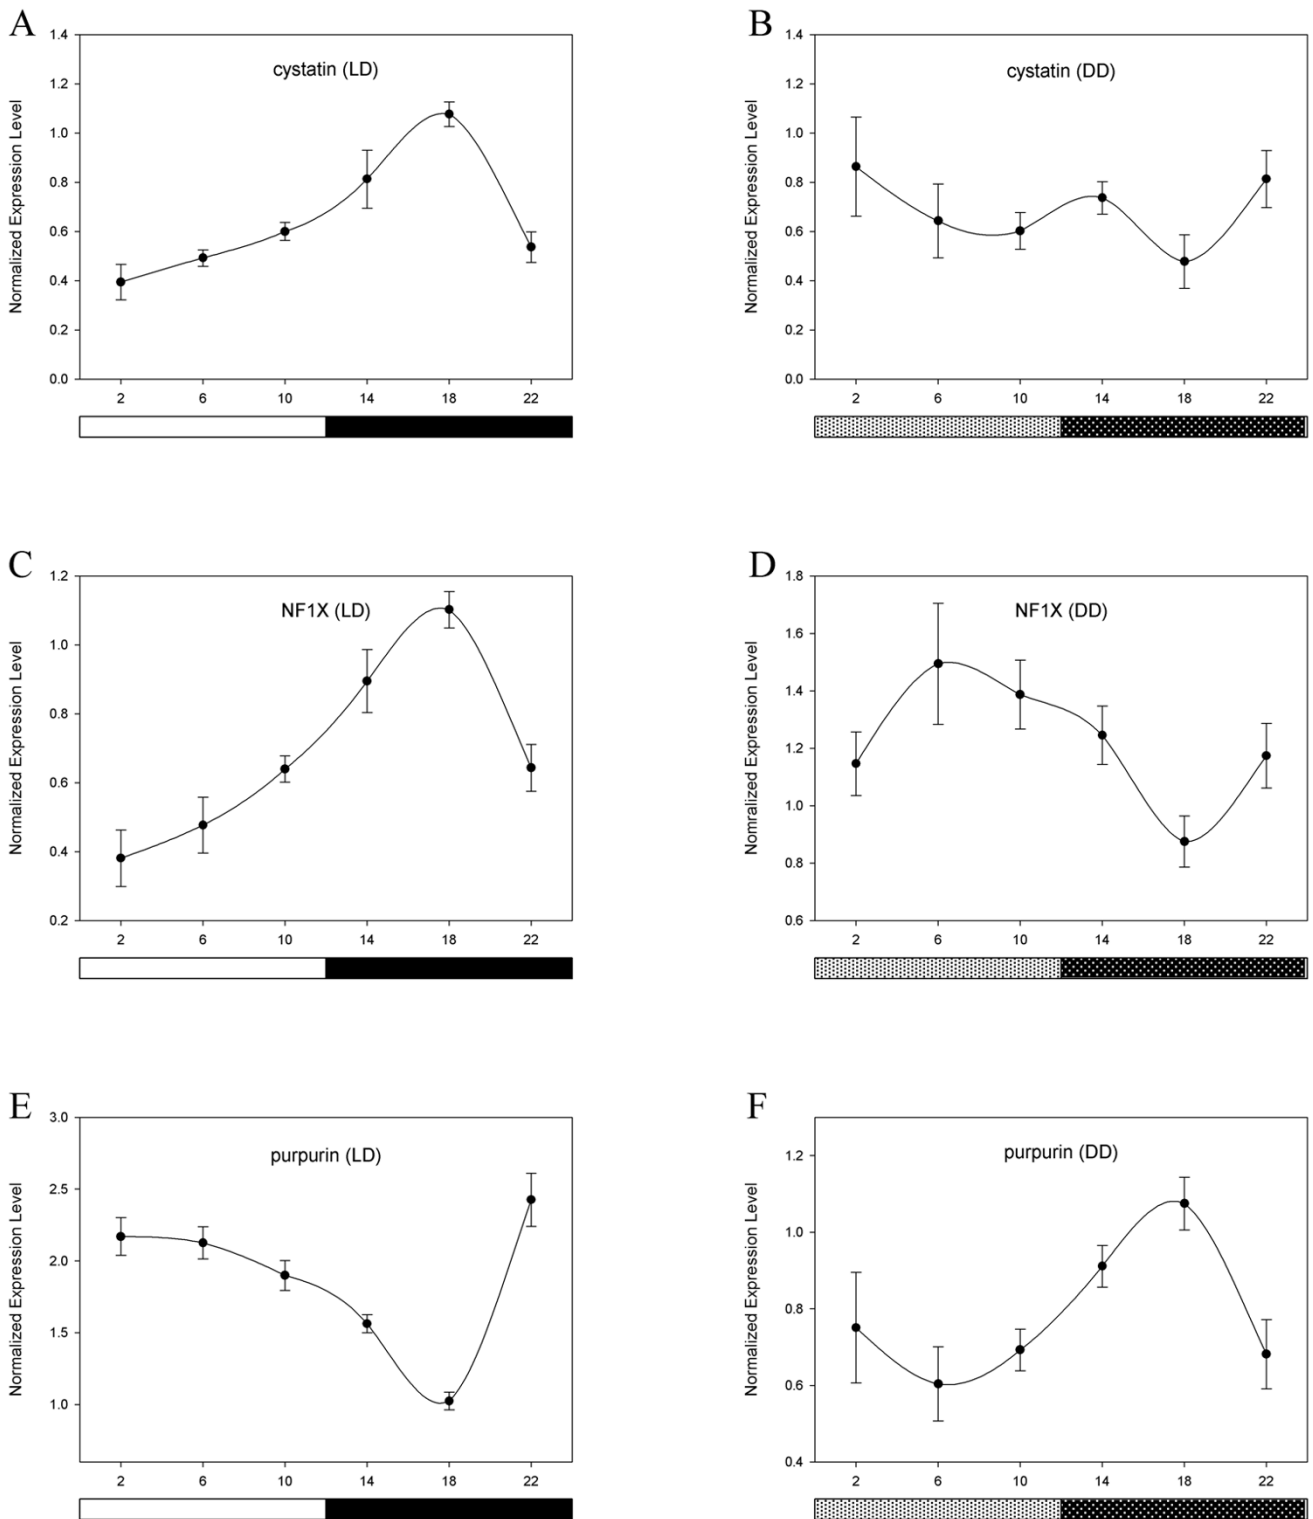 A
Normalized Expression Level
cystatin (LD)
1.4
1.2
1.0
0.8
0.6
0.4
0.2
0.0
2 6 10 14 18 22
B
Normalized Expression Level
cystatin (DD)
1.4
1.2
1.0
0.8
0.6
0.4
0.2
0.0
2 6 10 14 18 22
C
Normalized Expression Level
NF1X (LD)
1.2
1.0
0.8
0.6
0.4
0.2
2 6 10 14 18 22
D
Nomralized Expression Level
NF1X (DD)
1.8
1.6
1.4
1.2
1.0
0.8
0.6
2 6 10 14 18 22
E
Normalized Expression Level
purpurin (LD)
3.0
2.5
2.0
1.5
1.0
2 6 10 14 18 22
F
Normalized Expression Level
purpurin (DD)
1.2
1.0
0.8
0.6
0.4
2 6 10 14 18 22